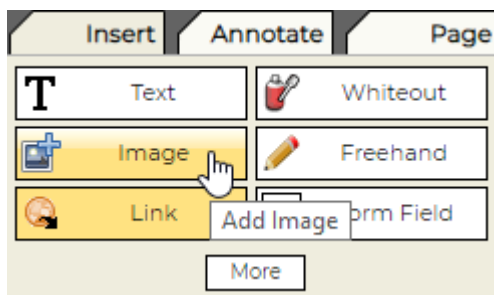 Insert Annotate Page
T Text Whiteout
Image Freehand
Link Add Image orm Field
More